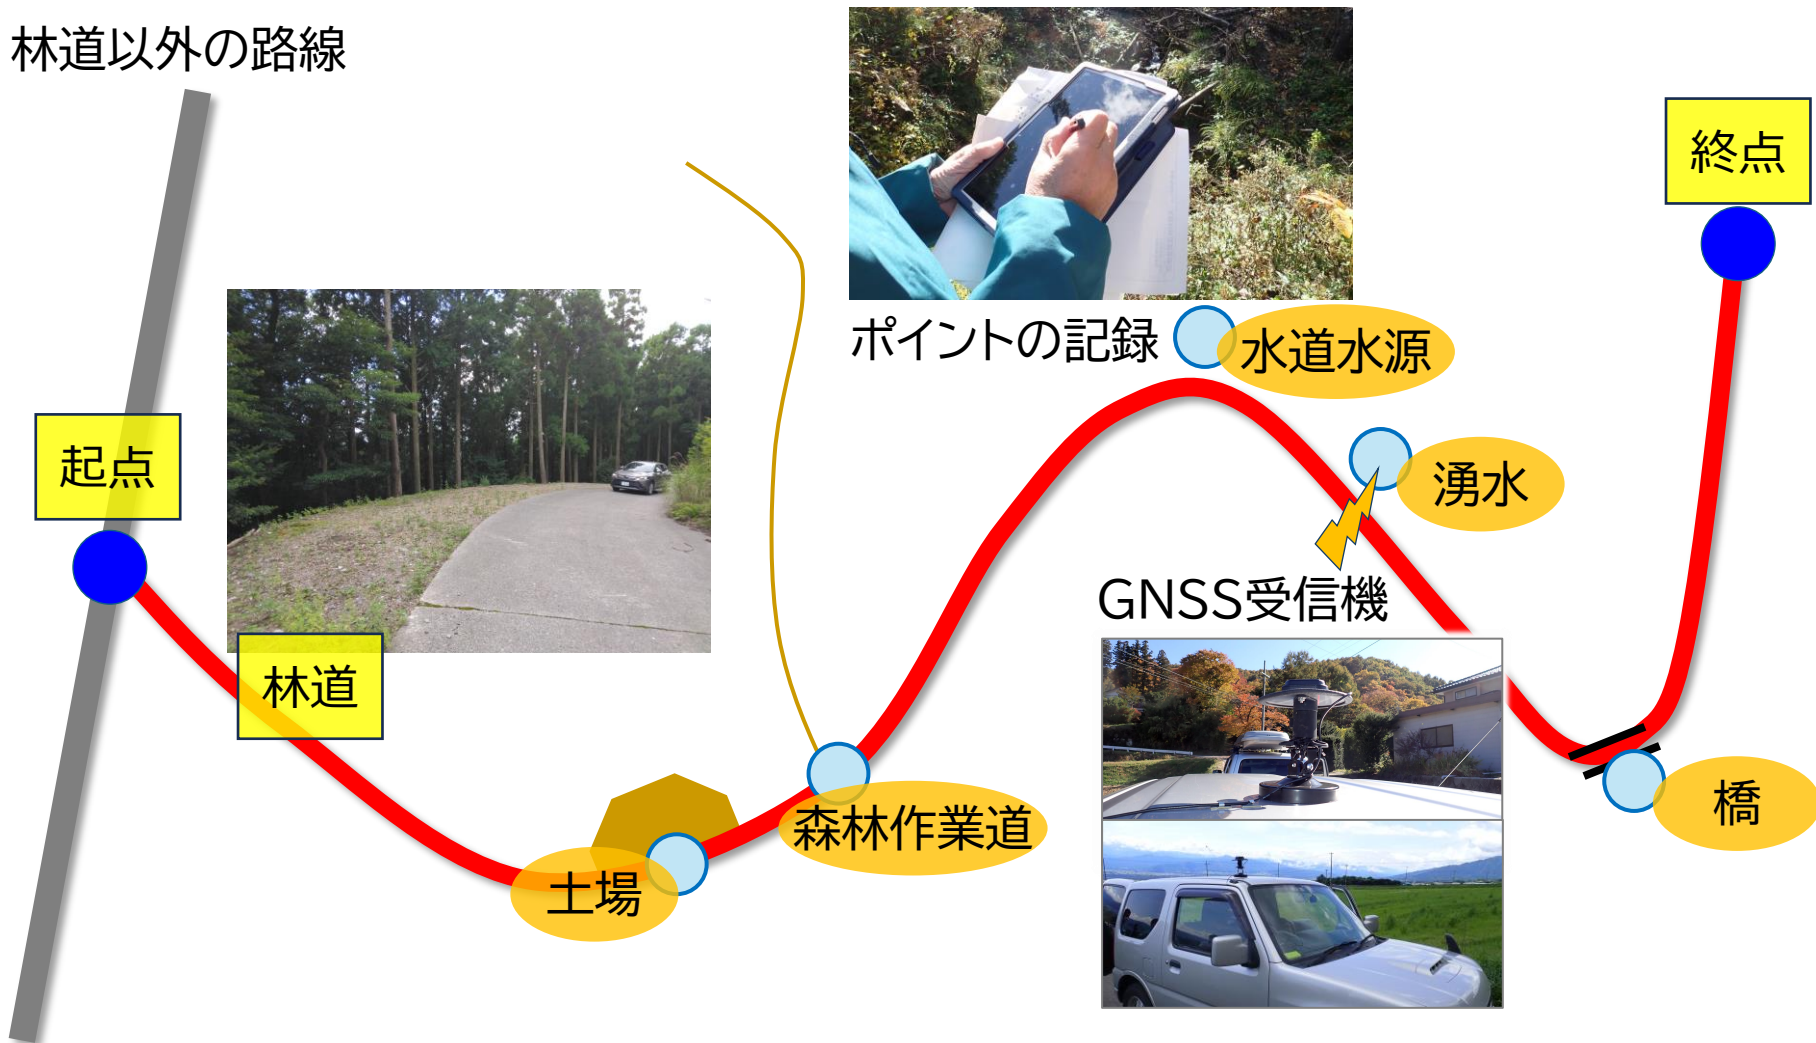 林道以外の路線
終点
ポイントの記録
水道水源
起点
湧水
GNSS受信機
林道
森林作業道
橋
土場